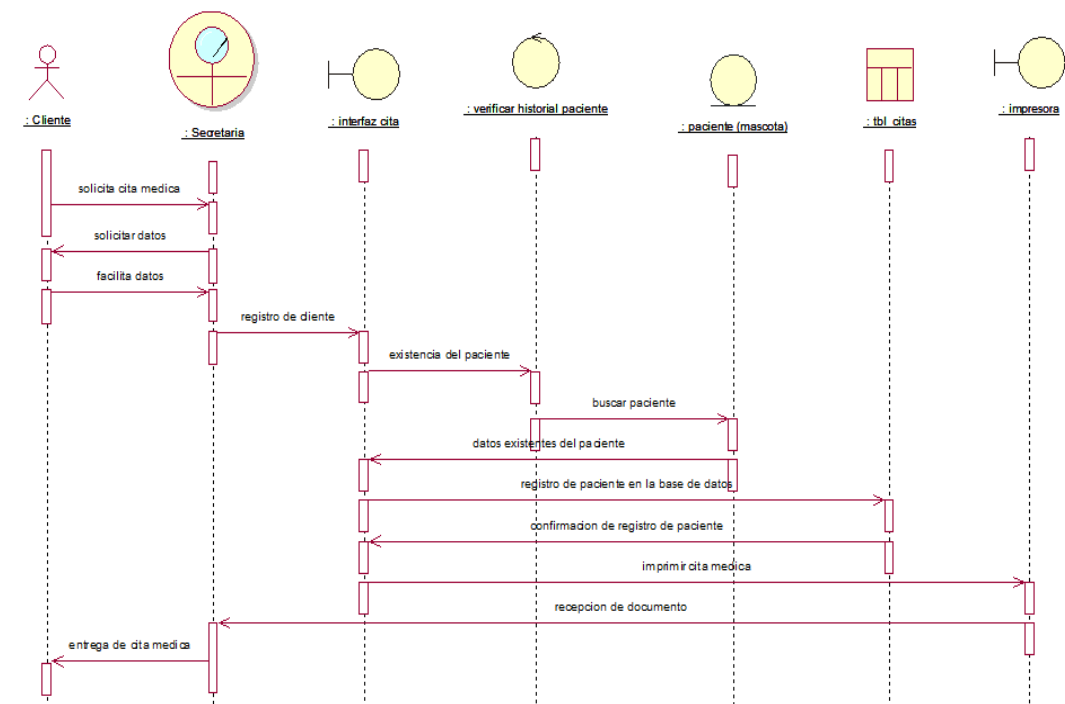 : Cliente
: Secretaria
: interfaz cita
: verificar historial paciente
: paciente (mascota)
: tbl citas
: impresora
solicita cita medica
solicitar datos
facilita datos
registro de cliente
existencia del paciente
buscar paciente
datos existentes del paciente
registro de paciente en la base de datos
confirmacion de registro de paciente
imprimir cita medica
recepcion de documento
entrega de cita medica